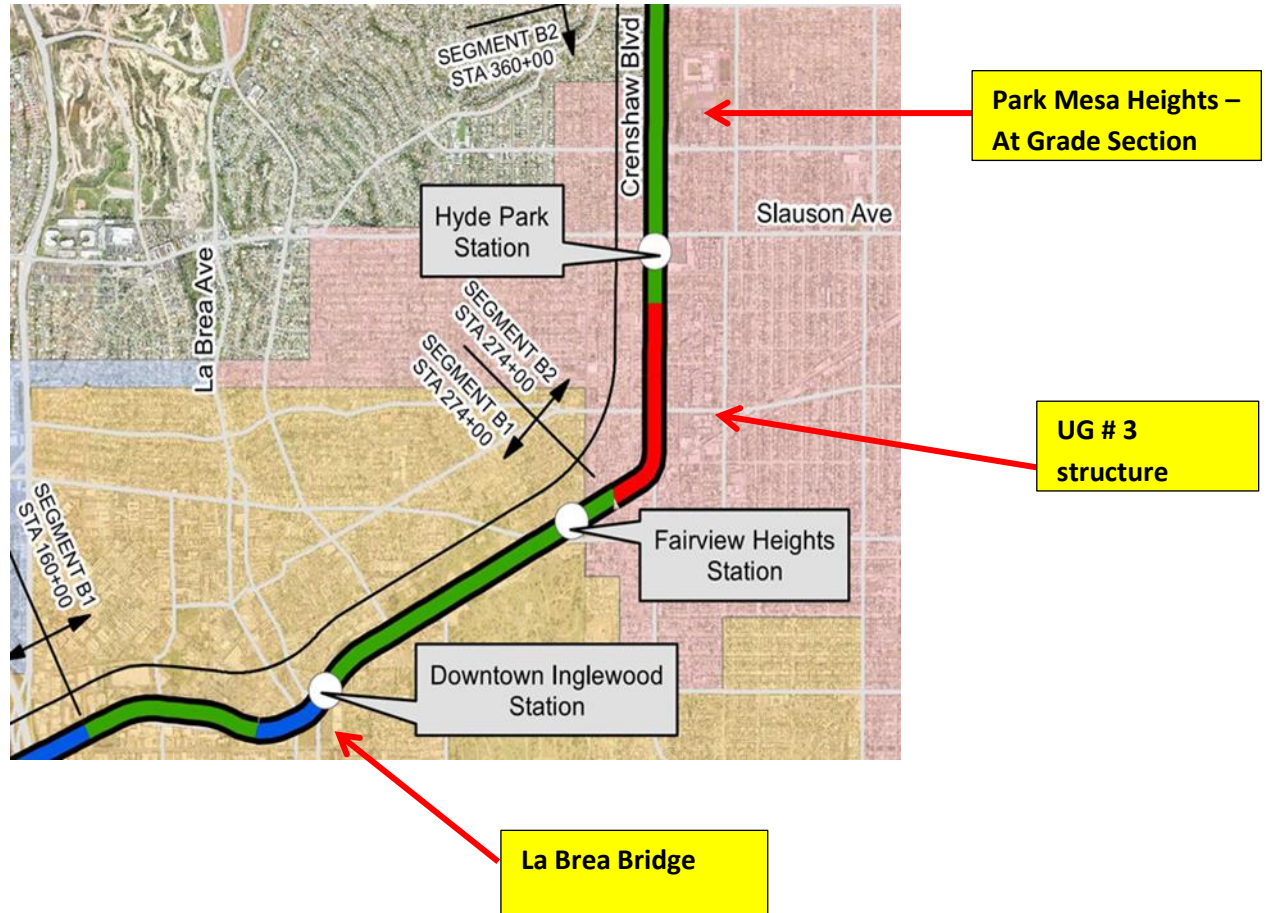 SEGMENT B2
STA 360+00
Crenshaw Blvd
Park Mesa Heights –
At Grade Section
Hyde Park
Station
Slauson Ave
La Brea Ave
SEGMENT B2
STA 274+00
SEGMENT B1
STA 274+00
UG # 3
structure
SEGMENT B1
STA 160+00
Fairview Heights
Station
Downtown Inglewood
Station
La Brea Bridge